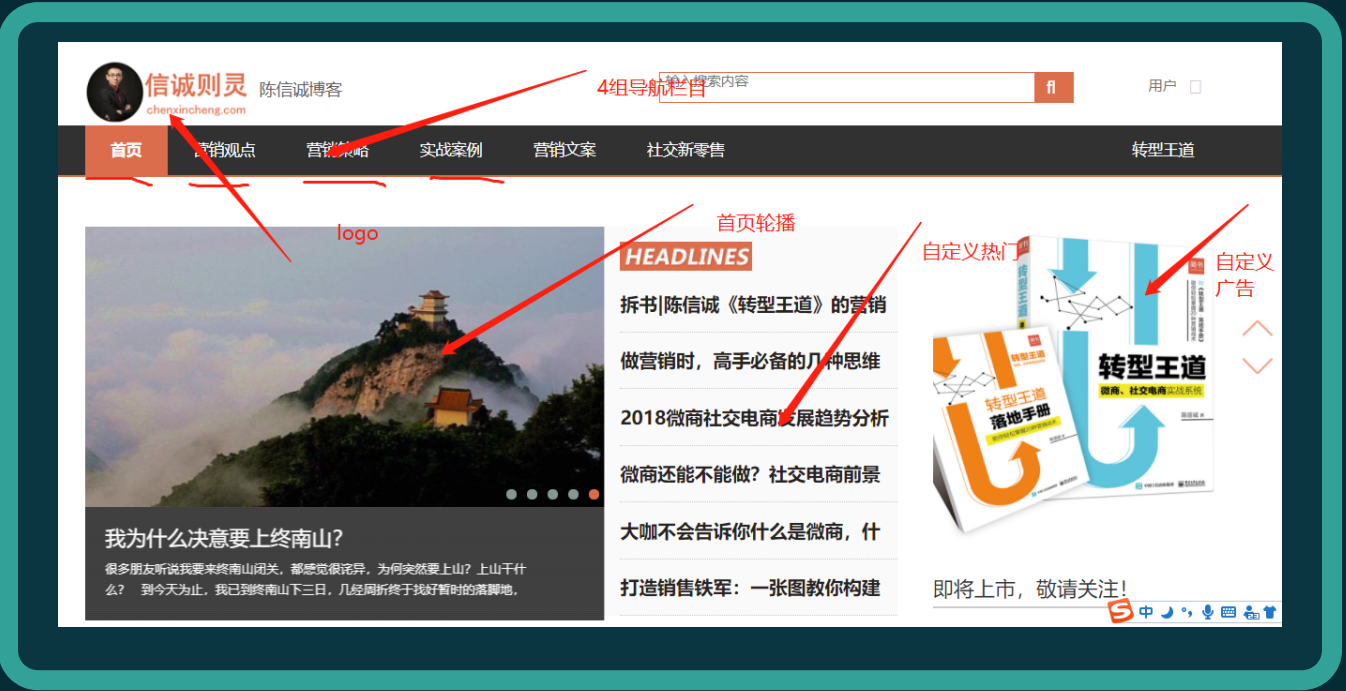 信诚则灵
chenxincheng.com
陈信诚博客
4组导航栏目
输入搜索内容
用户
首页
营销观点
营销策略
实战案例
营销文案
社交新零售
转型王道
logo
首页轮播
自定义热门
自定义
广告
HEADLINES
拆书|陈信诚《转型王道》的营销
做营销时，高手必备的几种思维
2018微商社交电商发展趋势分析
微商还能不能做？社交电商前景
大咖不会告诉你什么是微商，什
打造销售铁军：一张图教你构建
我为什么决意要上终南山？
很多朋友听说我要来终南山闭关，都感觉很诧异，为何突然要上山？上山干什
么？ 到今天为止，我已到终南山下三日，几经周折终于找好暂时的落脚地，
转型王道
转型王道
微商、社交电商实战系统
转型王道
转型王道
落地手册
即将上市，敬请关注！
中